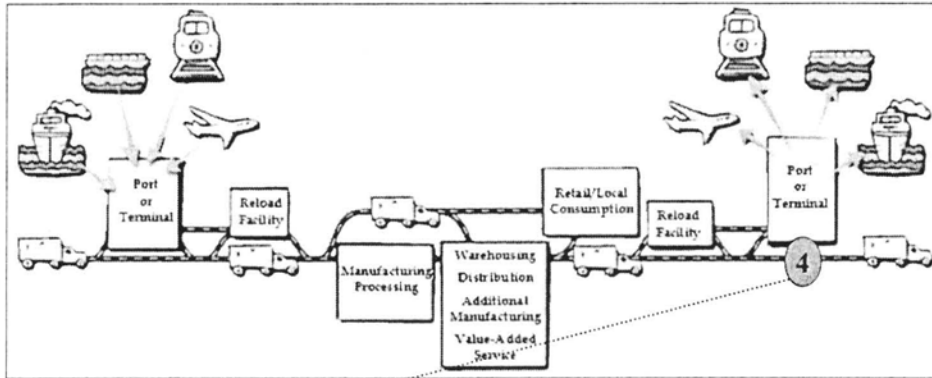 Port
or
Terminal
Reload
Facility
Manufacturing
Processing
Warehousing
Distribution
Additional
Manufacturing
Value-Added
Service
Retail/Local
Consumption
Reload
Facility
Port
or
Terminal
4